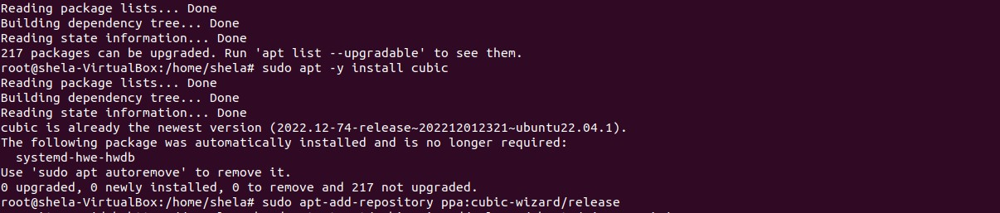 Reading package lists... Done
Building dependency tree... Done
Reading state information... Done
217 packages can be upgraded. Run 'apt list --upgradable' to see them.
root@shela-VirtualBox:/home/shela# sudo apt -y install cubic
Reading package lists... Done
Building dependency tree... Done
Reading state information... Done
cubic is already the newest version (2022.12-74-release~202212012321~ubuntu22.04.1).
The following package was automatically installed and is no longer required:
  systemd-hwe-hwdb
Use 'sudo apt autoremove' to remove it.
0 upgraded, 0 newly installed, 0 to remove and 217 not upgraded.
root@shela-VirtualBox:/home/shela# sudo apt-add-repository ppa:cubic-wizard/release